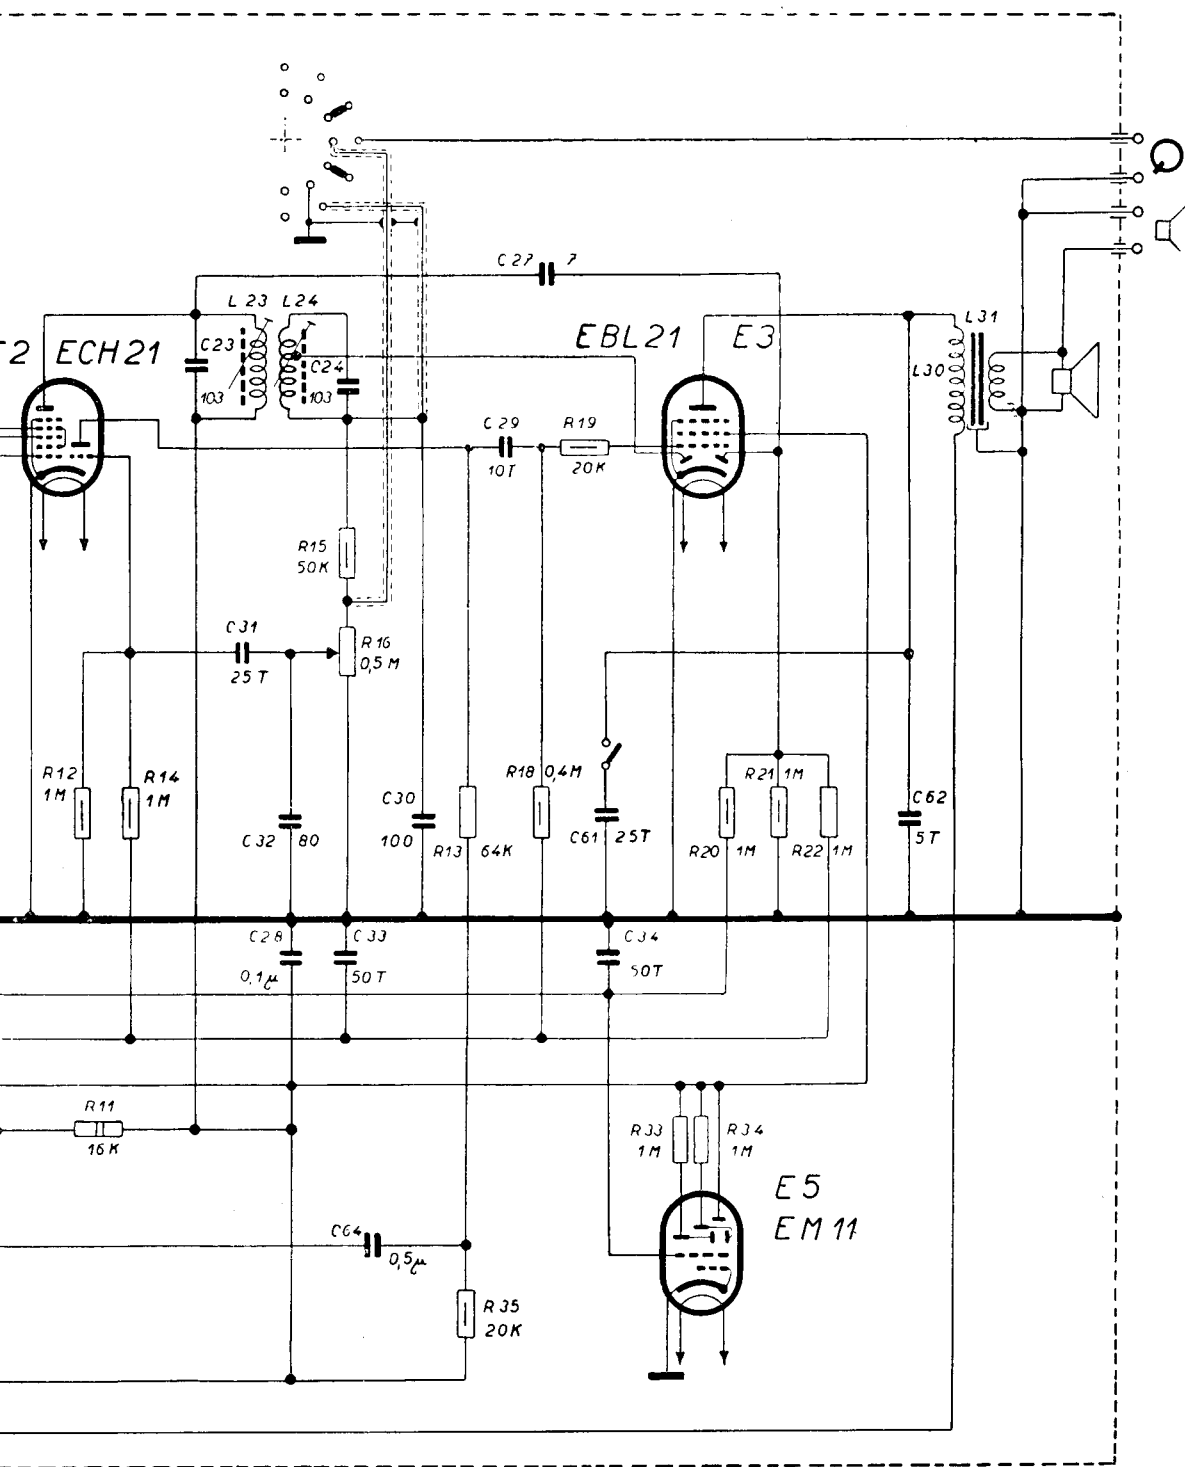 C27 7
L23 L24
EBL21 E3
L31
2 ECH21
C23
C24
L30
103
103
C29
R19
10T
20K
R15
50K
C31
R16
0,5M
25T
R12
1M
R14
1M
R18 0,4M
R21 1M
C30
C62
C32 80
100
R13 64K
C61 25T
R20 1M
R22 1M
5T
C28
C33
C34
0,1µ
50T
50T
R11
16K
R33
1M
R34
1M
E5
EM11
C64
0,5µ
R35
20K